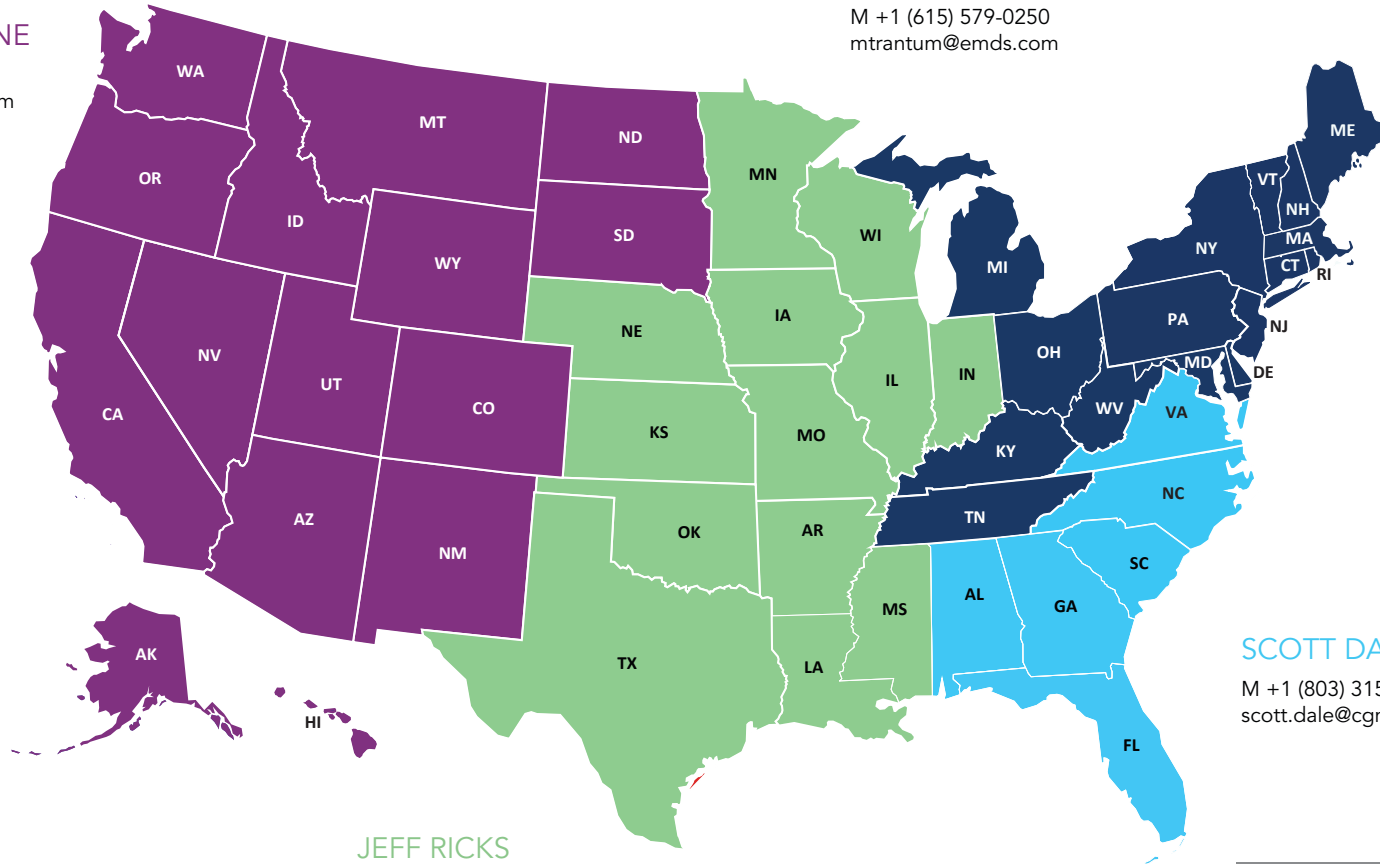 NE
m
M +1 (615) 579-0250
mtrantum@emds.com
WA
MT
ND
MN
ME
OR
ID
SD
WI
VT
NH
WY
MI
NY
MA
CT
RI
NE
IA
PA
NJ
NV
UT
CO
IL
IN
OH
MD
DE
CA
KS
MO
WV
VA
KY
AZ
NM
OK
AR
TN
NC
SC
MS
AL
GA
AK
TX
LA
HI
FL
SCOTT DA
M +1 (803) 315
scott.dale@cgr
JEFF RICKS